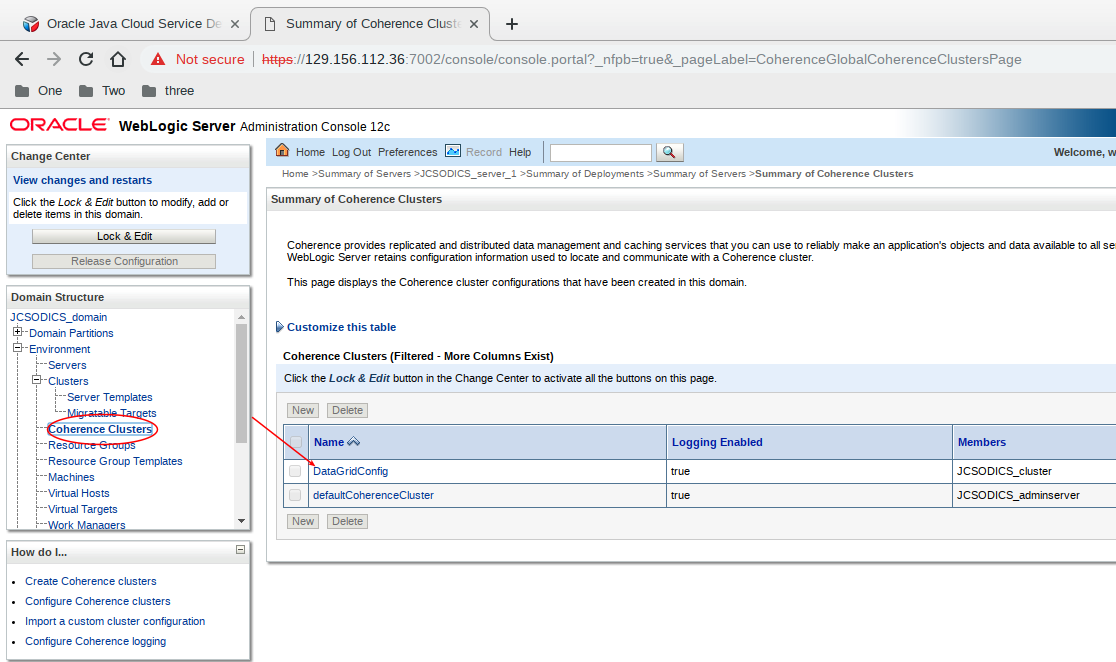 Oracle Java Cloud Service De
Summary of Coherence Cluste
Not secure
https://129.156.112.36:7002/console/console.portal?_nfpb=true&_pageLabel=CoherenceGlobalCoherenceClustersPage
One
Two
three
ORACLE WebLogic Server Administration Console 12c
Change Center
View changes and restarts
Click the Lock & Edit button to modify, add or
delete items in this domain.
Lock & Edit
Release Configuration
Domain Structure
JCSODICS_domain
Domain Partitions
Environment
Servers
Clusters
Server Templates
Migratable Targets
Coherence Clusters
Resource Groups
Resource Group Templates
Machines
Virtual Hosts
Virtual Targets
Work Managers
How do I...
Create Coherence clusters
Configure Coherence clusters
Import a custom cluster configuration
Configure Coherence logging
Home Log Out Preferences Record Help
Welcome, w
Home >Summary of Servers >JCSODICS_server_1 >Summary of Deployments >Summary of Servers >Summary of Coherence Clusters
Summary of Coherence Clusters
Coherence provides replicated and distributed data management and caching services that you can use to reliably make an application's objects and data available to all se
WebLogic Server retains configuration information used to locate and communicate with a Coherence cluster.
This page displays the Coherence cluster configurations that have been created in this domain.
Customize this table
Coherence Clusters (Filtered - More Columns Exist)
Click the Lock & Edit button in the Change Center to activate all the buttons on this page.
New Delete
Name Logging Enabled Members
DataGridConfig true JCSODICS_cluster
defaultCoherenceCluster true JCSODICS_adminserver
New Delete